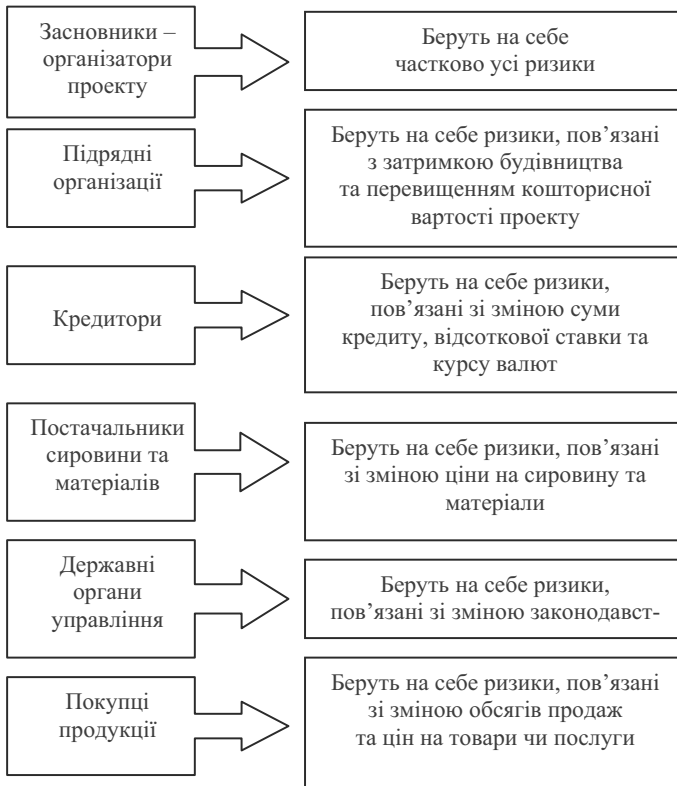 Засновники –
організатори
проекту
Беруть на себе
частково усі ризики
Підрядні
організації
Беруть на себе ризики, пов’язані
з затримкою будівництва
та перевищенням кошторисної
вартості проекту
Кредитори
Беруть на себе ризики,
пов’язані зі зміною суми
кредиту, відсоткової ставки та
курсу валют
Постачальники
сировини та
матеріалів
Беруть на себе ризики, пов’язані
зі зміною ціни на сировину та
матеріали
Державні
органи
управління
Беруть на себе ризики,
пов’язані зі зміною законодавст-
Покупці
продукції
Беруть на себе ризики, пов’язані
зі зміною обсягів продаж
та цін на товари чи послуги